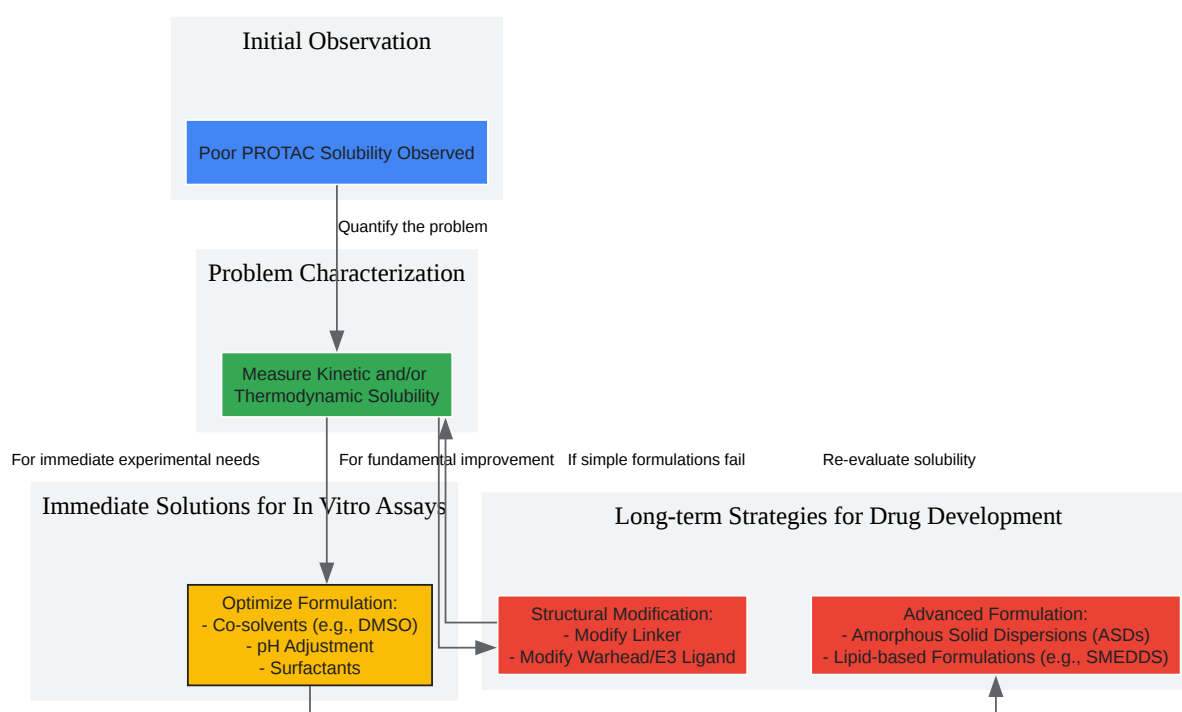 Initial Observation
Poor PROTAC Solubility Observed
Quantify the problem
Problem Characterization
Measure Kinetic and/or
Thermodynamic Solubility
For immediate experimental needs
For fundamental improvement
If simple formulations fail
Re-evaluate solubility
Immediate Solutions for In Vitro Assays
Optimize Formulation:
- Co-solvents (e.g., DMSO)
- pH Adjustment
- Surfactants
Long-term Strategies for Drug Development
Structural Modification:
- Modify Linker
- Modify Warhead/E3 Ligand
Advanced Formulation:
- Amorphous Solid Dispersions (ASDs)
- Lipid-based Formulations (e.g., SMEDDS)